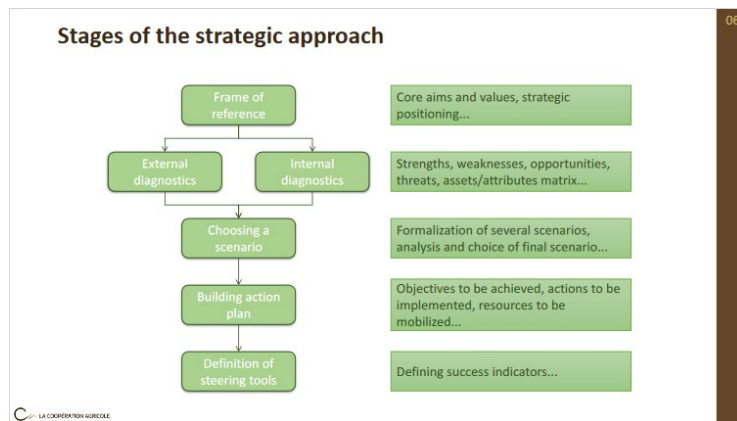 06
Stages of the strategic approach
Frame of
reference
Core aims and values, strategic
positioning...
External
diagnostics
Internal
diagnostics
Strengths, weaknesses, opportunities,
threats, assets/attributes matrix...
Choosing a
scenario
Formalization of several scenarios,
analysis and choice of final scenario...
Building action
plan
Objectives to be achieved, actions to be
implemented, resources to be
mobilized...
Definition of
steering tools
Defining success indicators...
LA COOPÉRATION AGRICOLE